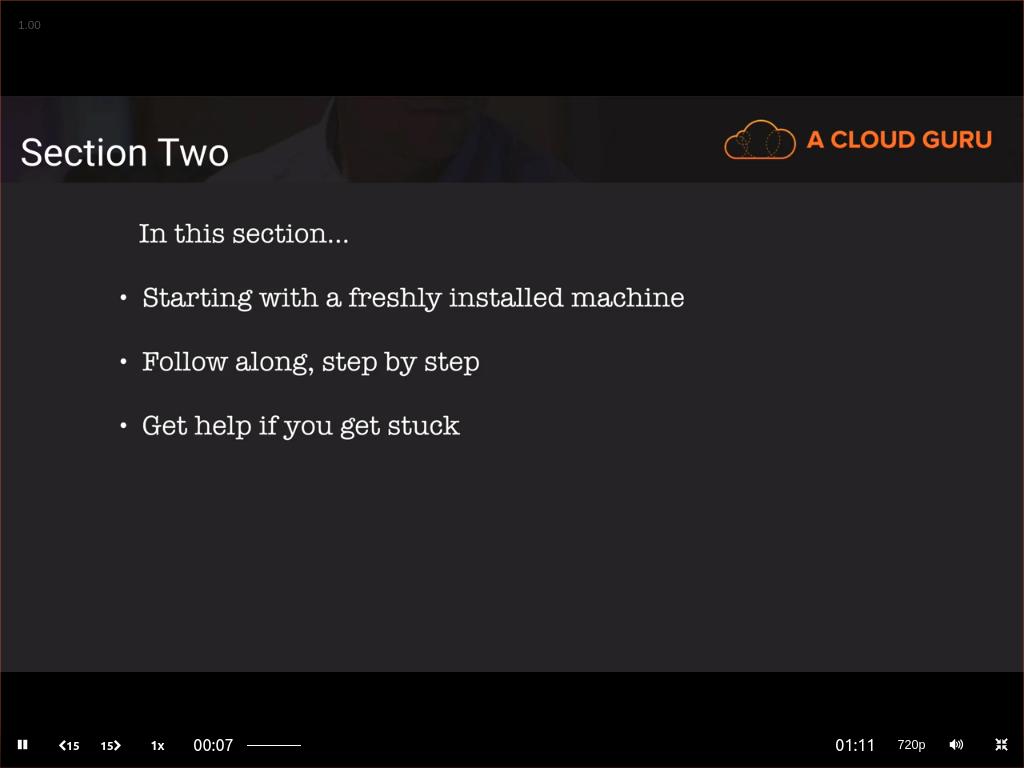 1.00
Section Two
A CLOUD GURU
In this section...
• Starting with a freshly installed machine
• Follow along, step by step
• Get help if you get stuck
15 15 1x 00:07 01:11 720p